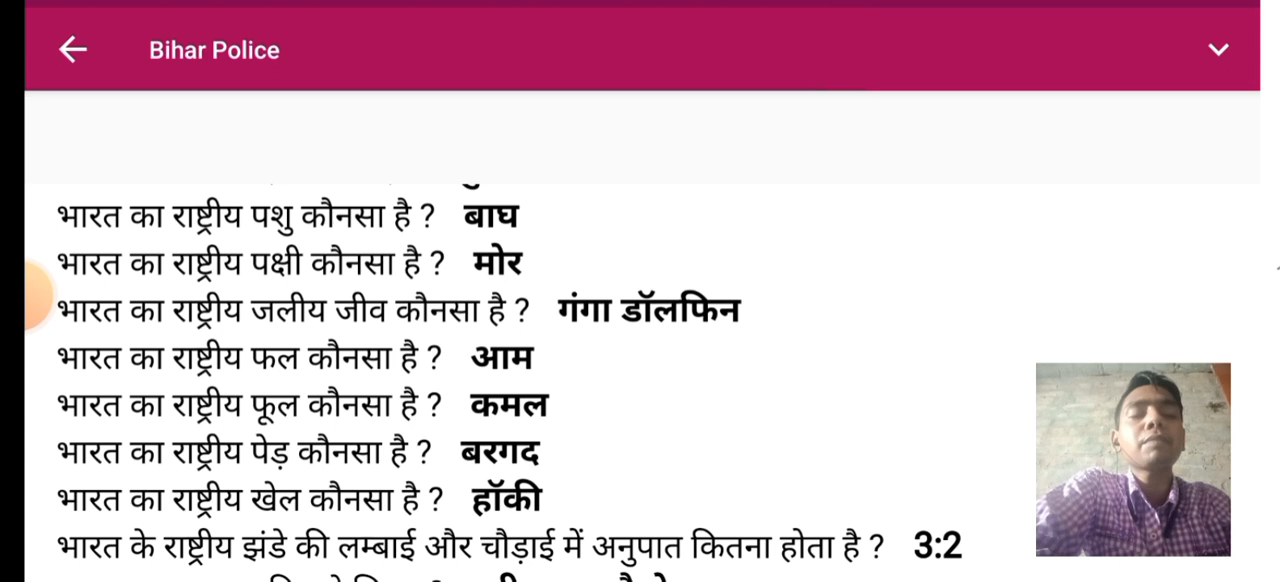 Bihar Police
भारत का राष्ट्रीय पशु कौनसा है ? बाघ
भारत का राष्ट्रीय पक्षी कौनसा है ? मोर
भारत का राष्ट्रीय जलीय जीव कौनसा है ? गंगा डॉलफिन
भारत का राष्ट्रीय फल कौनसा है ? आम
भारत का राष्ट्रीय फूल कौनसा है ? कमल
भारत का राष्ट्रीय पेड़ कौनसा है ? बरगद
भारत का राष्ट्रीय खेल कौनसा है ? हॉकी
भारत के राष्ट्रीय झंडे की लम्बाई और चौड़ाई में अनुपात कितना होता है ? 3:2